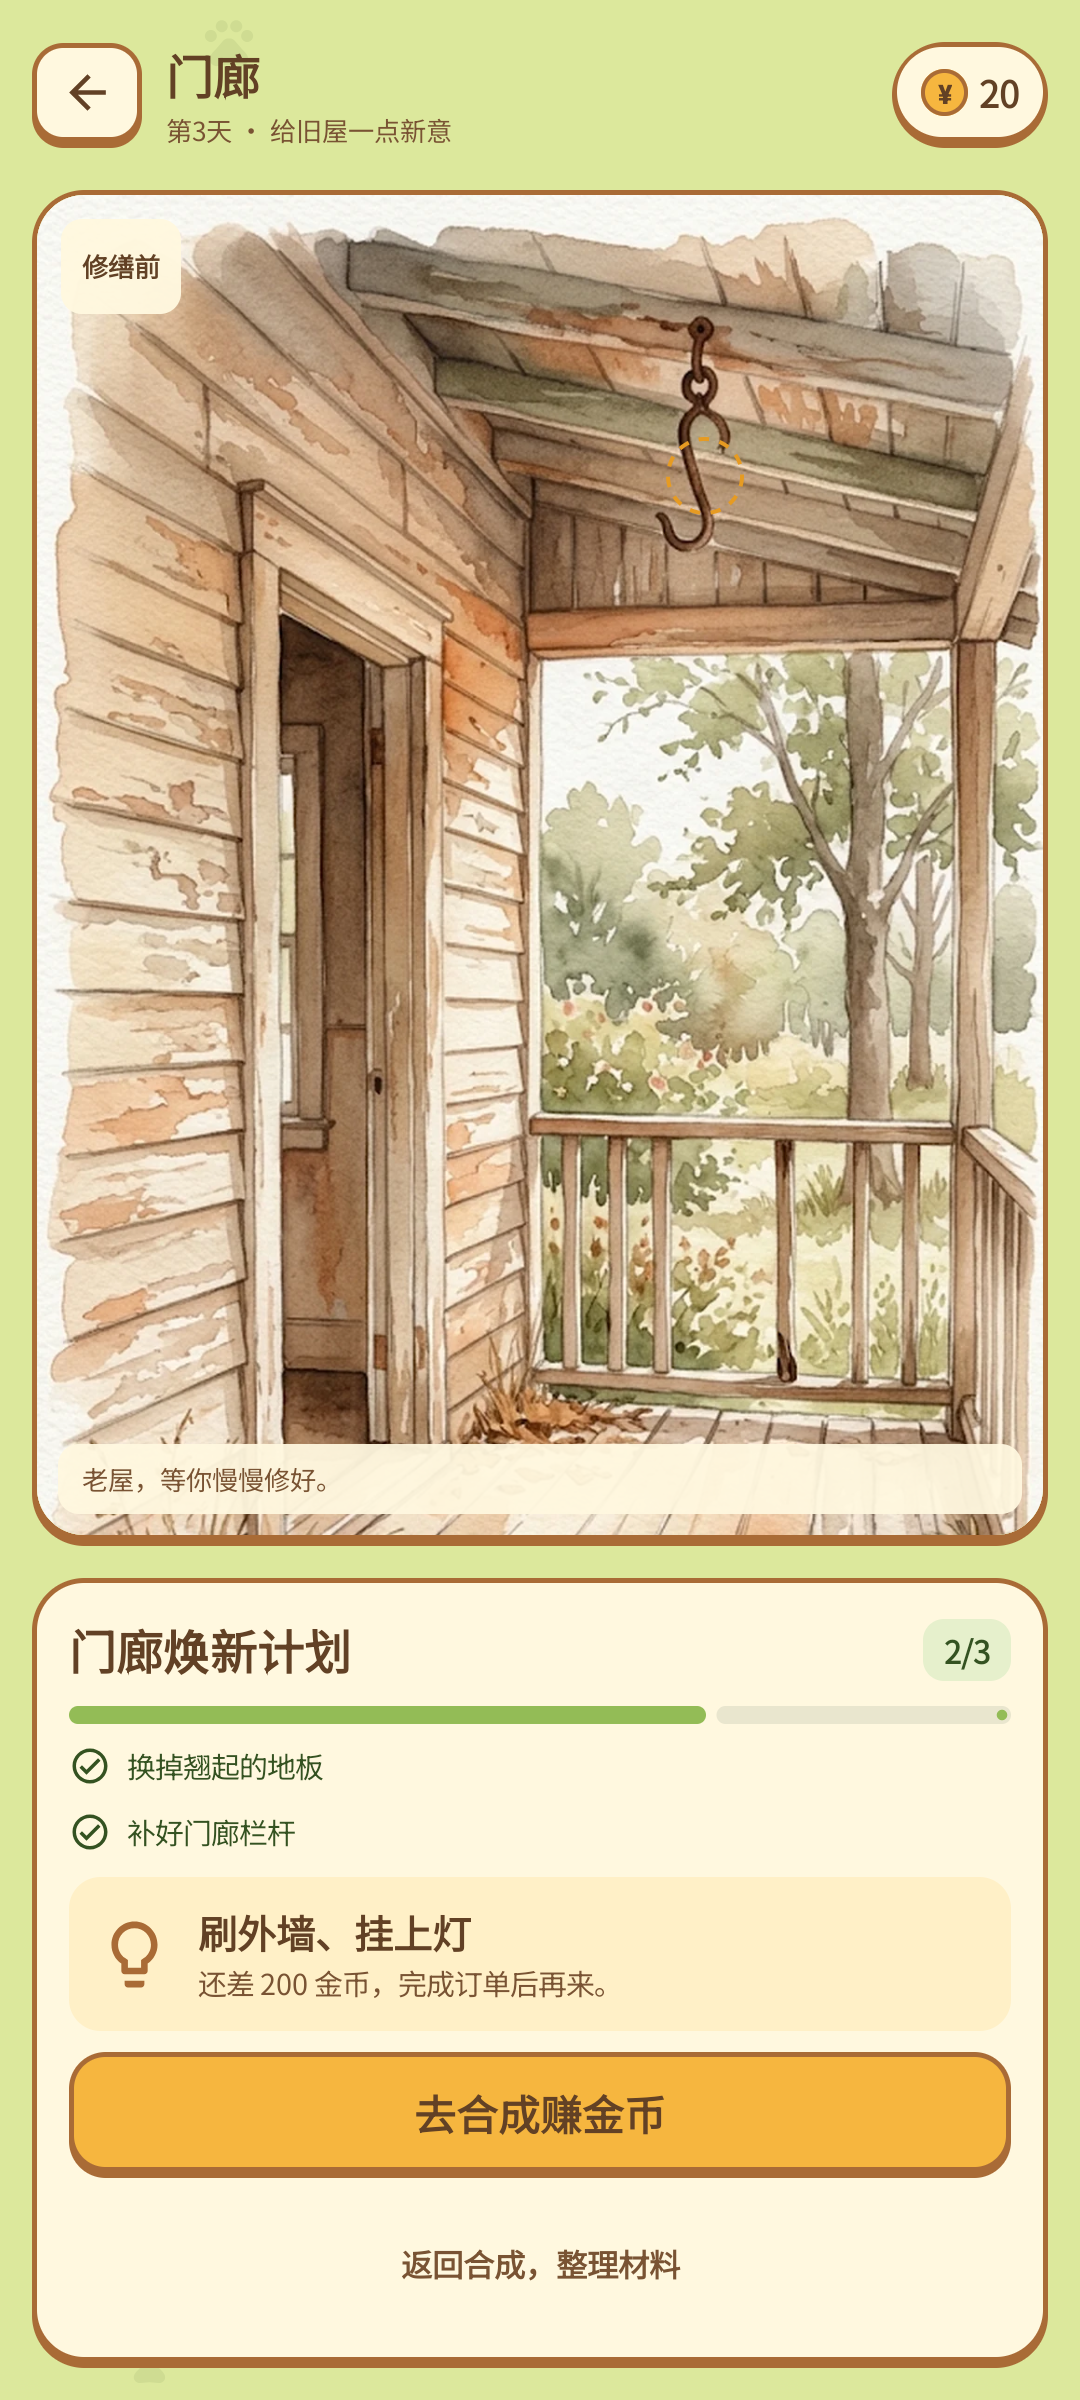 门廊
第3天 · 给旧屋一点新意
¥ 20
修缮前
老屋，等你慢慢修好。
门廊焕新计划
2/3
换掉翘起的地板
补好门廊栏杆
刷外墙、挂上灯
还差 200 金币，完成订单后再来。
去合成赚金币
返回合成，整理材料